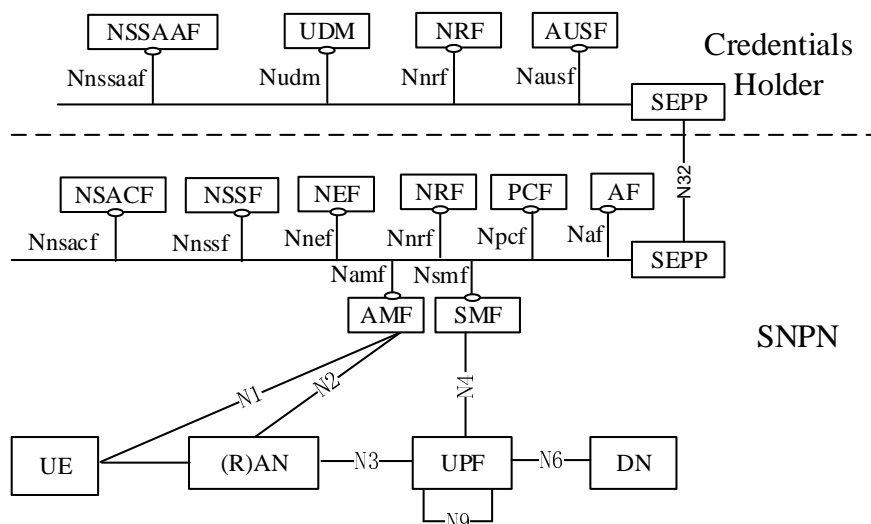 NSSAAF
UDM
NRF
AUSF
Credentials
Holder
Nnssaaf
Nudm
Nnrf
Nausf
SEPP
N32
NSACF
NSSF
NEF
NRF
PCF
AF
Nnsacf
Nnssf
Nnef
Nnrf
Npcf
Naf
SEPP
Namf
Nsmf
AMF
SMF
SNPN
N1
N2
N4
UE
(R)AN
N3
UPF
N6
DN
N9